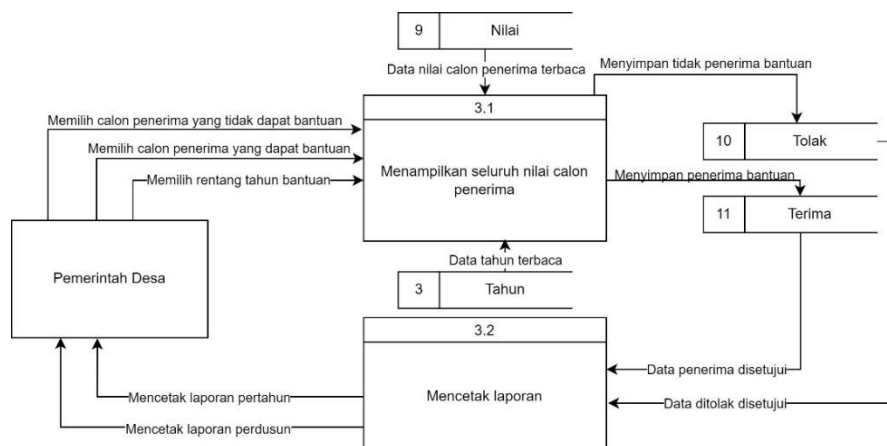 9 Nilai
Data nilai calon penerima terbaca
Menyimpan tidak penerima bantuan
3.1
Memilih calon penerima yang tidak dapat bantuan
10 Tolak
Memilih calon penerima yang dapat bantuan
Menampilkan seluruh nilai calon
penerima
Memilih rentang tahun bantuan
Menyimpan penerima bantuan
11 Terima
Data tahun terbaca
Pemerintah Desa
3 Tahun
3.2
Data penerima disetujui
Mencetak laporan pertahun
Mencetak laporan
Data ditolak disetujui
Mencetak laporan perdusun